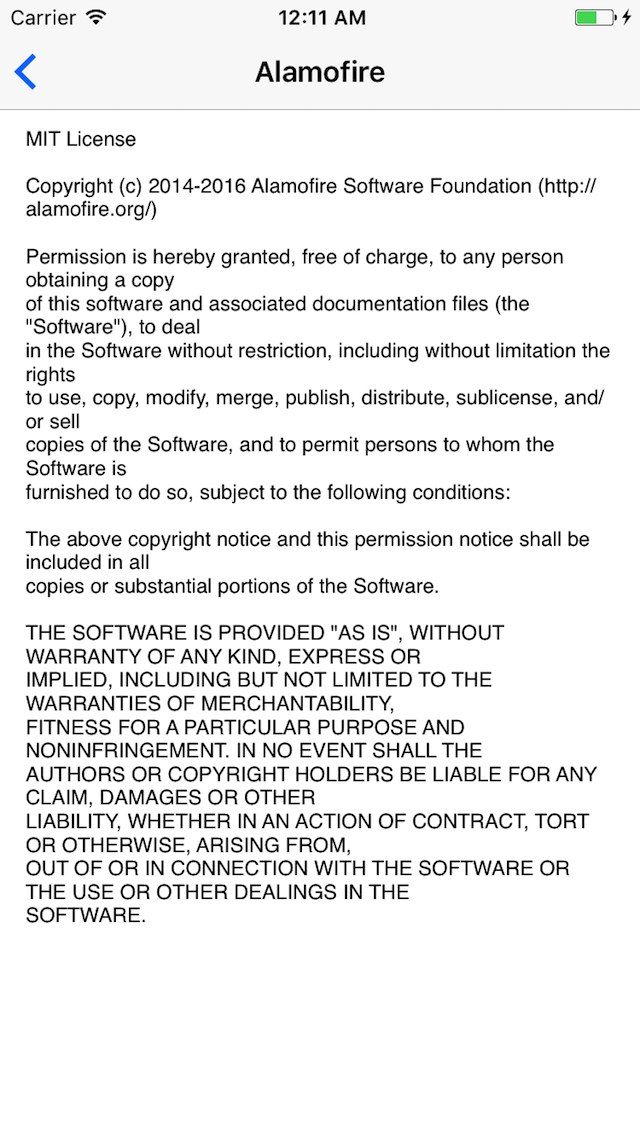 Carrier 12:11 AM
Alamofire
MIT License
Copyright (c) 2014-2016 Alamofire Software Foundation (http://
alamofire.org/)
Permission is hereby granted, free of charge, to any person
obtaining a copy
of this software and associated documentation files (the
"Software"), to deal
in the Software without restriction, including without limitation the
rights
to use, copy, modify, merge, publish, distribute, sublicense, and/
or sell
copies of the Software, and to permit persons to whom the
Software is
furnished to do so, subject to the following conditions:
The above copyright notice and this permission notice shall be
included in all
copies or substantial portions of the Software.
THE SOFTWARE IS PROVIDED "AS IS", WITHOUT
WARRANTY OF ANY KIND, EXPRESS OR
IMPLIED, INCLUDING BUT NOT LIMITED TO THE
WARRANTIES OF MERCHANTABILITY,
FITNESS FOR A PARTICULAR PURPOSE AND
NONINFRINGEMENT. IN NO EVENT SHALL THE
AUTHORS OR COPYRIGHT HOLDERS BE LIABLE FOR ANY
CLAIM, DAMAGES OR OTHER
LIABILITY, WHETHER IN AN ACTION OF CONTRACT, TORT
OR OTHERWISE, ARISING FROM,
OUT OF OR IN CONNECTION WITH THE SOFTWARE OR
THE USE OR OTHER DEALINGS IN THE
SOFTWARE.